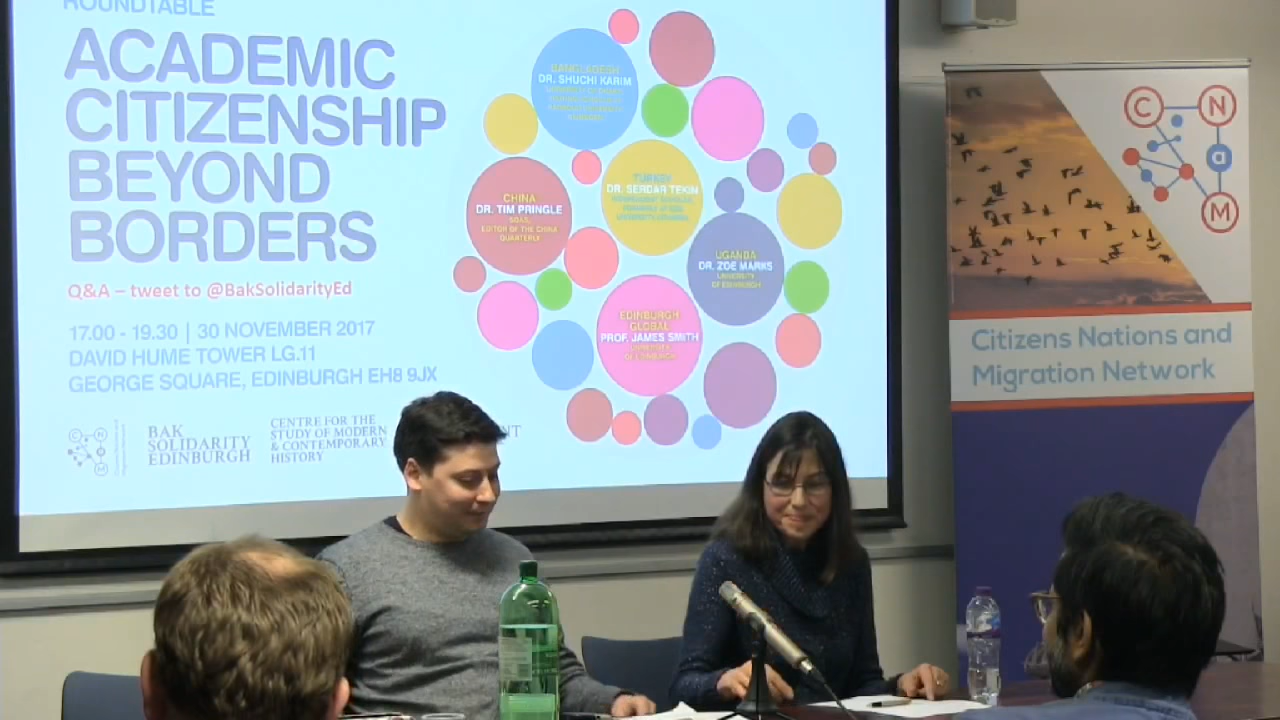 ROUNDTABLE
ACADEMIC
CITIZENSHIP
BEYOND
BORDERS
Q&A – tweet to @BakSolidarityEd
17.00 - 19.30 | 30 NOVEMBER 2017
DAVID HUME TOWER LG.11
GEORGE SQUARE, EDINBURGH EH8 9JX
BAK
SOLIDARITY
EDINBURGH
CENTRE FOR THE
STUDY OF MODERN
& CONTEMPORARY
HISTORY
BANGLADESH
DR. SHUCHI KARIM
CHINA
DR. TIM PRINGLE
SOAS,
EDITOR OF THE CHINA
QUARTERLY
TURKEY
DR. SERDAR TEKIN
UGANDA
DR. ZOE MARKS
UNIVERSITY
OF EDINBURGH
EDINBURGH
GLOBAL
PROF. JAMES SMITH
UNIVERSITY
OF EDINBURGH
C N
a
M
Citizens Nations and
Migration Network